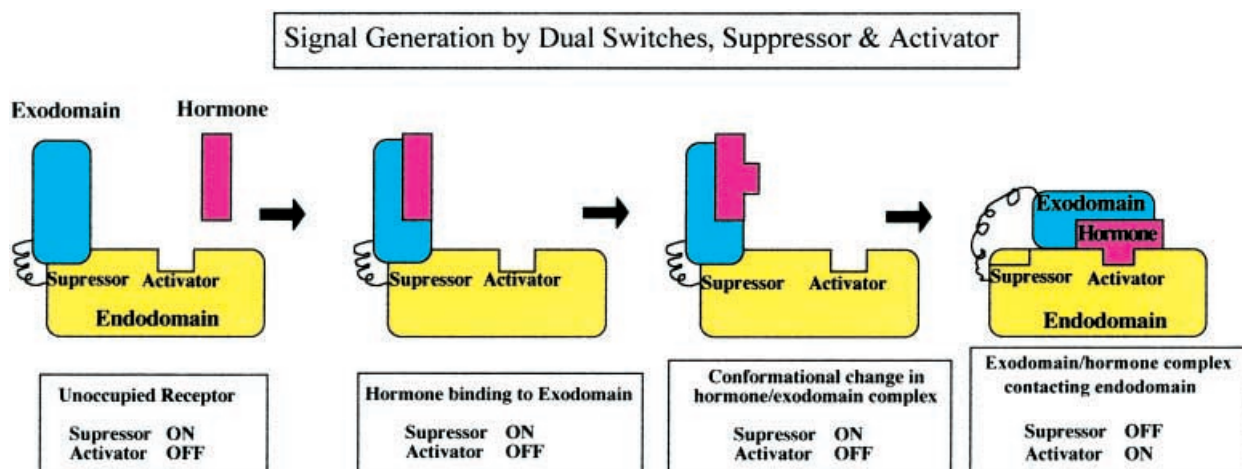 Signal Generation by Dual Switches, Suppressor & Activator
Exodomain
Hormone
Supressor Activator
Endodomain
Supressor Activator
Supressor Activator
Exodomain
Hormone
Supressor Activator
Endodomain
Unoccupied Receptor
Supressor ON
Activator OFF
Hormone binding to Exodomain
Supressor ON
Activator OFF
Conformational change in
hormone/exodomain complex
Supressor ON
Activator OFF
Exodomain/hormone complex
contacting endodomain
Supressor OFF
Activator ON